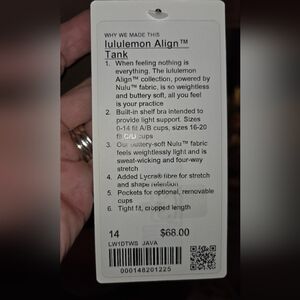 WHY WE MADE THIS
lululemon Align™
Tank
1. When feeling nothing is
everything. The lululemon
Align™ collection, powered by
Nulu™ fabric, is so weightless
and buttery soft, all you feel
is your practice
2. Built-in shelf bra intended to
provide light support. Sizes
0-14 fit A/B cups, sizes 16-20
fit C/D cups
3. Our buttery-soft Nulu™ fabric
feels weightlessly light and is
sweat-wicking and four-way
stretch
4. Added Lycra® fibre for stretch
and shape retention
5. Pockets for optional, removable
cups
6. Tight fit, cropped length
14 $68.00
LW1DTWS JAVA
000148201225